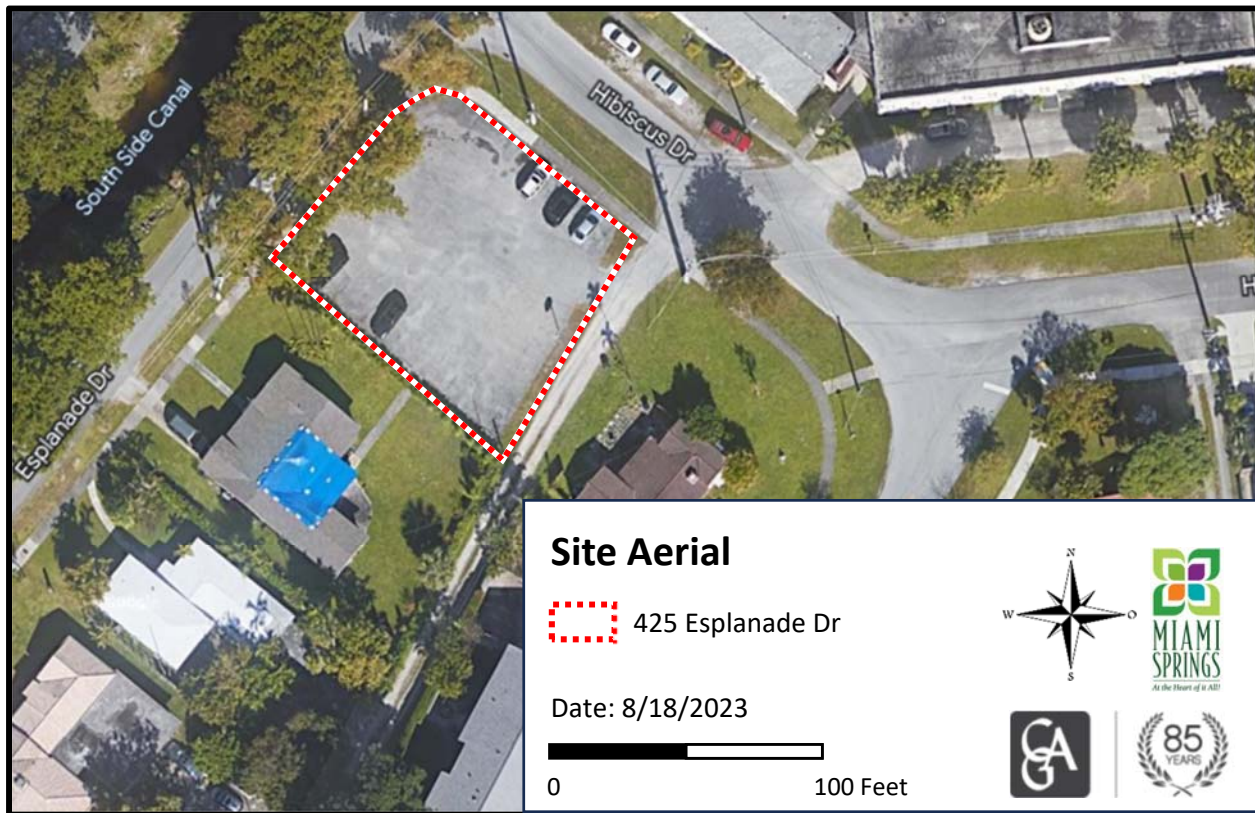 South Side Canal
Hibiscus Dr
Esplanade Dr
H
Site Aerial
425 Esplanade Dr
Date: 8/18/2023
0 100 Feet
N
W O
S
MIAMI
SPRINGS
At the Heart of it All!
CGA
85
YEARS